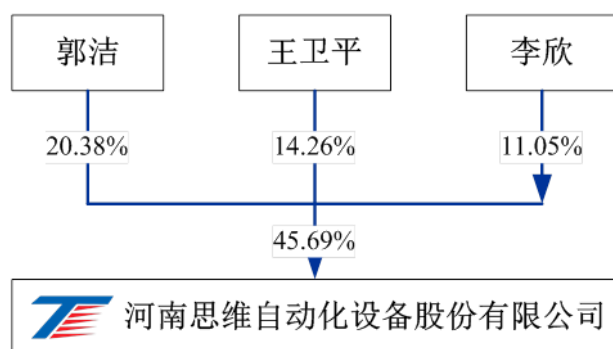 郭洁 王卫平 李欣
20.38% 14.26% 11.05%
45.69%
河南思维自动化设备股份有限公司